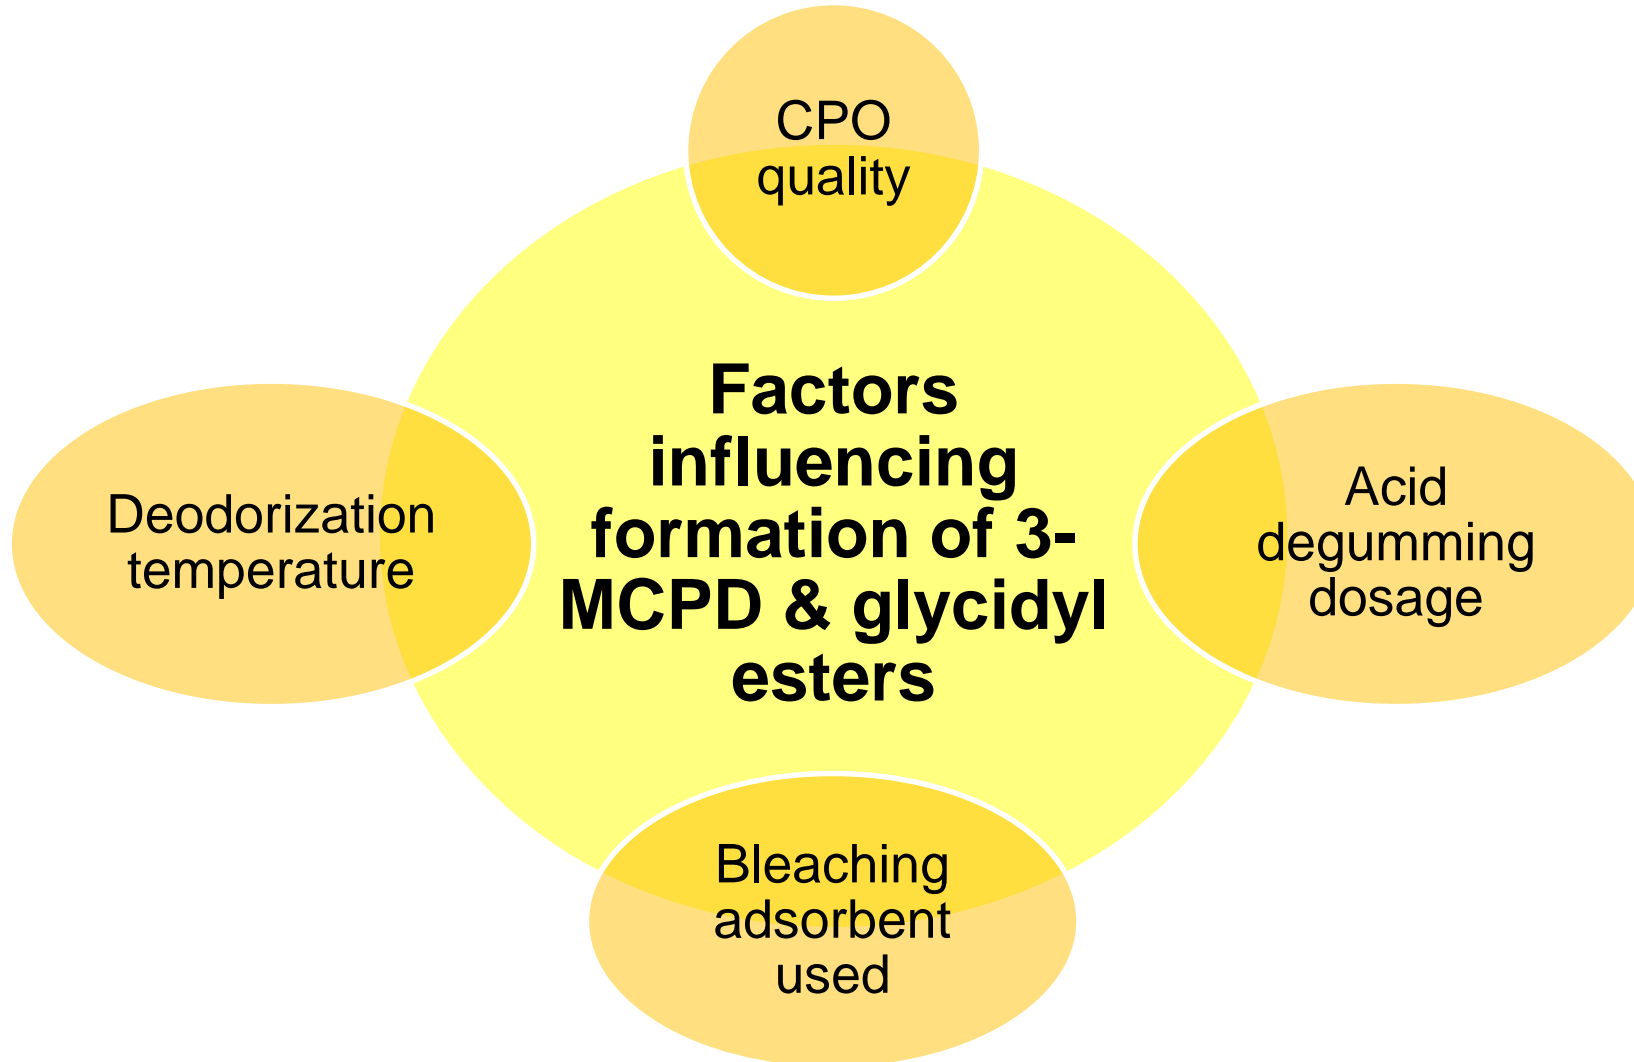 CPO
quality
Factors
influencing
formation of 3-
MCPD & glycidyl
esters
Deodorization
temperature
Acid
degumming
dosage
Bleaching
adsorbent
used